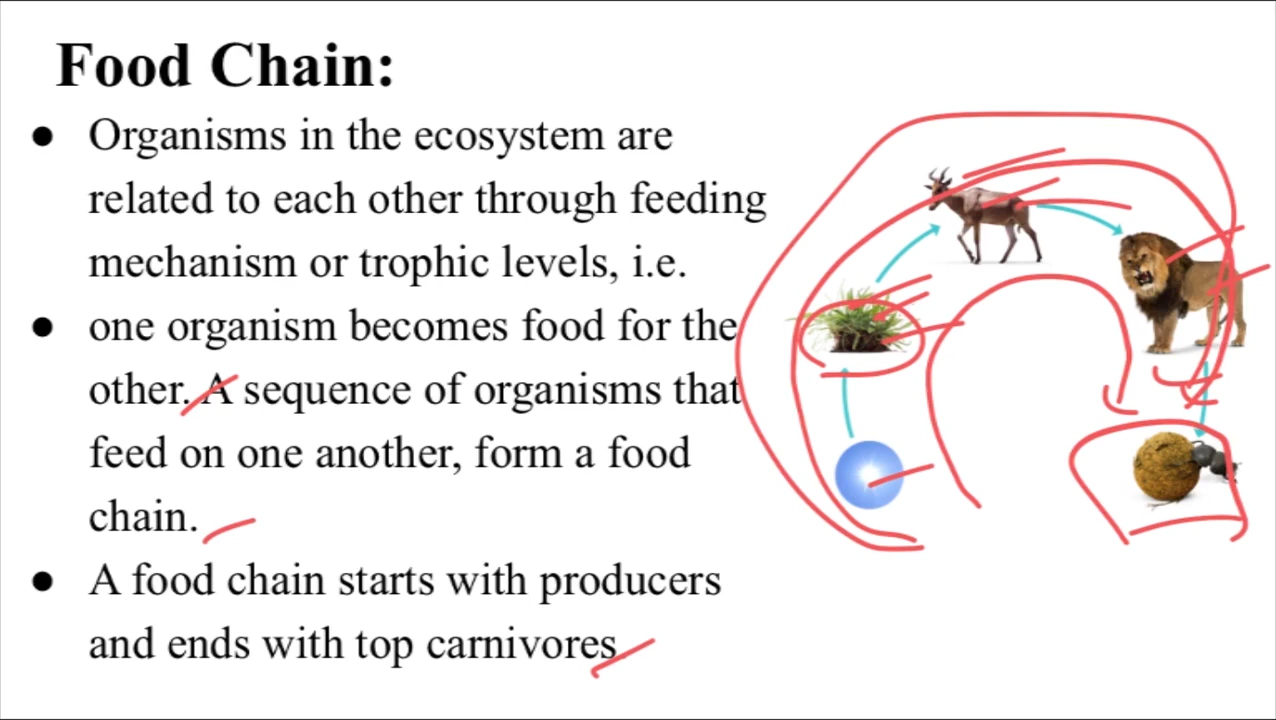 Food Chain:
● Organisms in the ecosystem are
related to each other through feeding
mechanism or trophic levels, i.e.
● one organism becomes food for the
other. A sequence of organisms that
feed on one another, form a food
chain.
● A food chain starts with producers
and ends with top carnivores